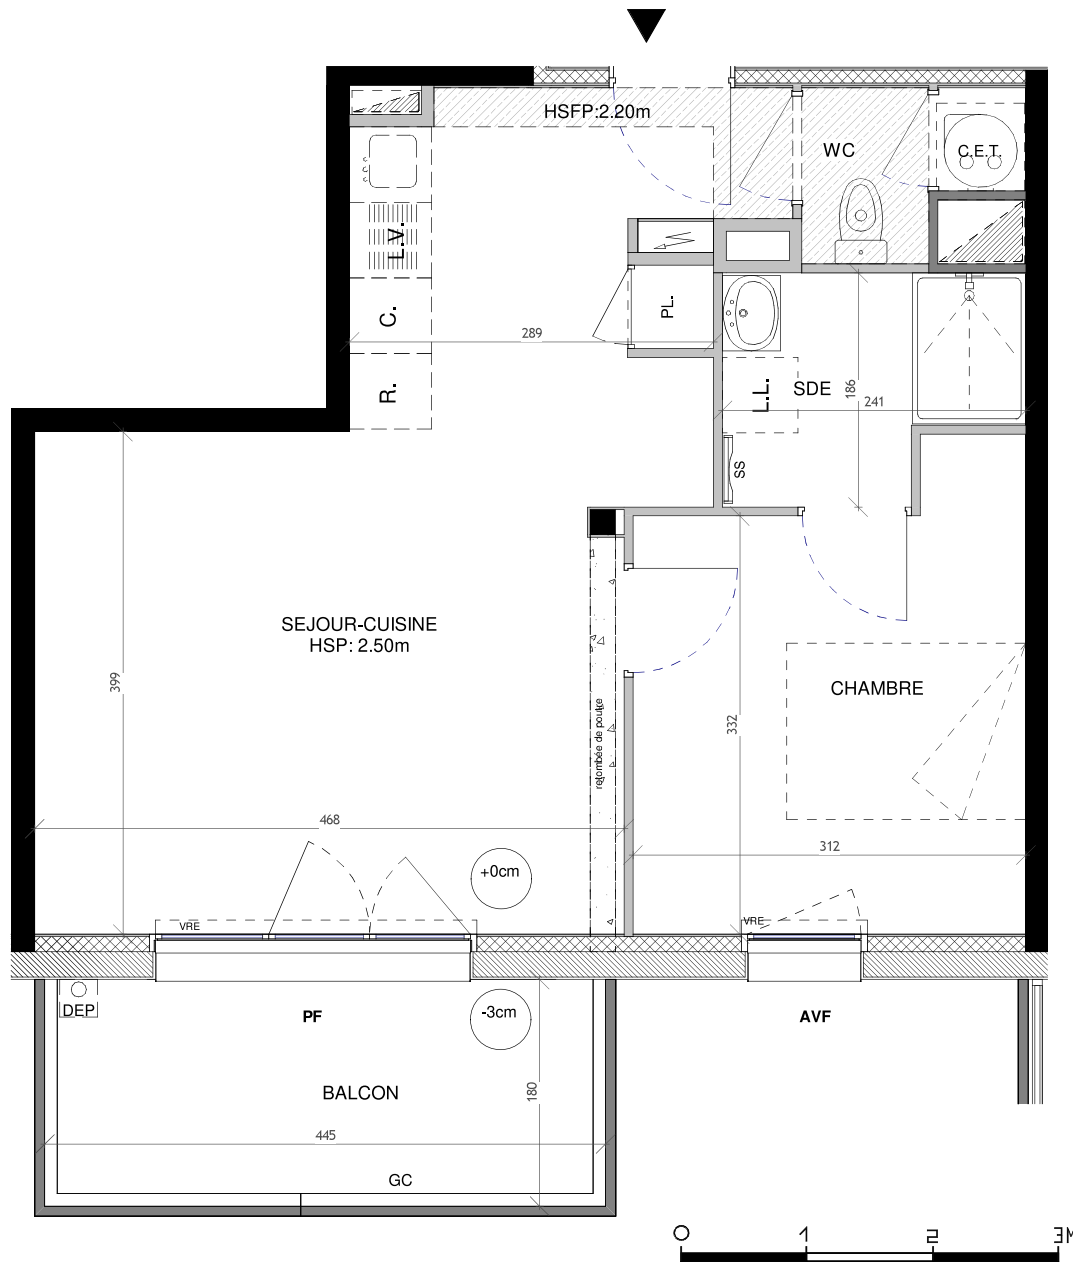 HSFP:2.20m
WC
C.E.T.
L.V.
PL.
C.
289
R.
L.L.
SDE
186
241
SS
SEJOUR-CUISINE
HSP: 2.50m
399
retombée de poutre
CHAMBRE
332
468
312
+0cm
VRE
VRE
DEP
PF
-3cm
AVF
BALCON
180
445
GC
0 1 2 3M